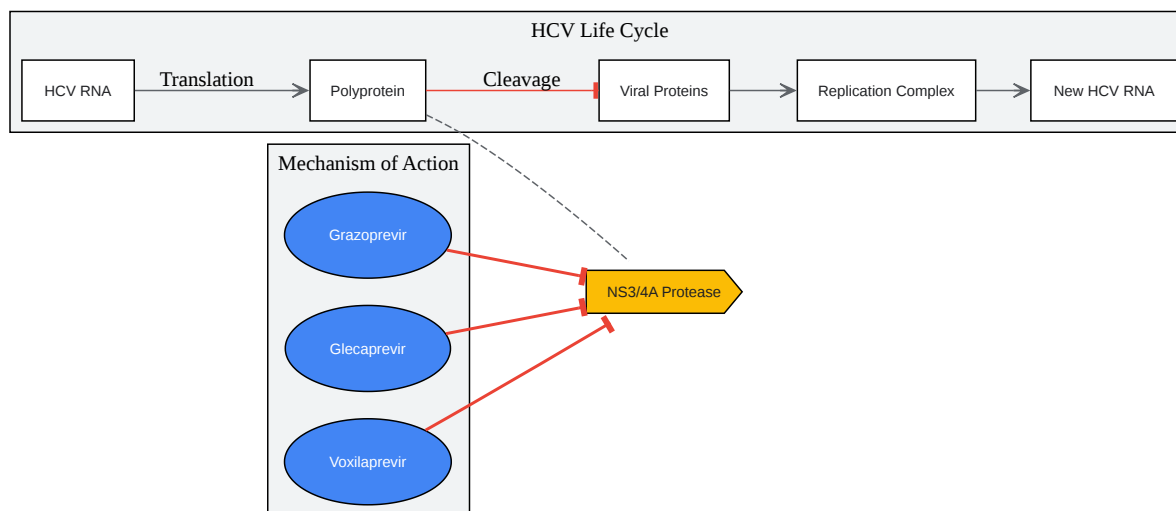 HCV Life Cycle
Translation
Cleavage
HCV RNA
Polyprotein
Viral Proteins
Replication Complex
New HCV RNA
Mechanism of Action
Grazoprevir
NS3/4A Protease
Glecaprevir
Voxilaprevir